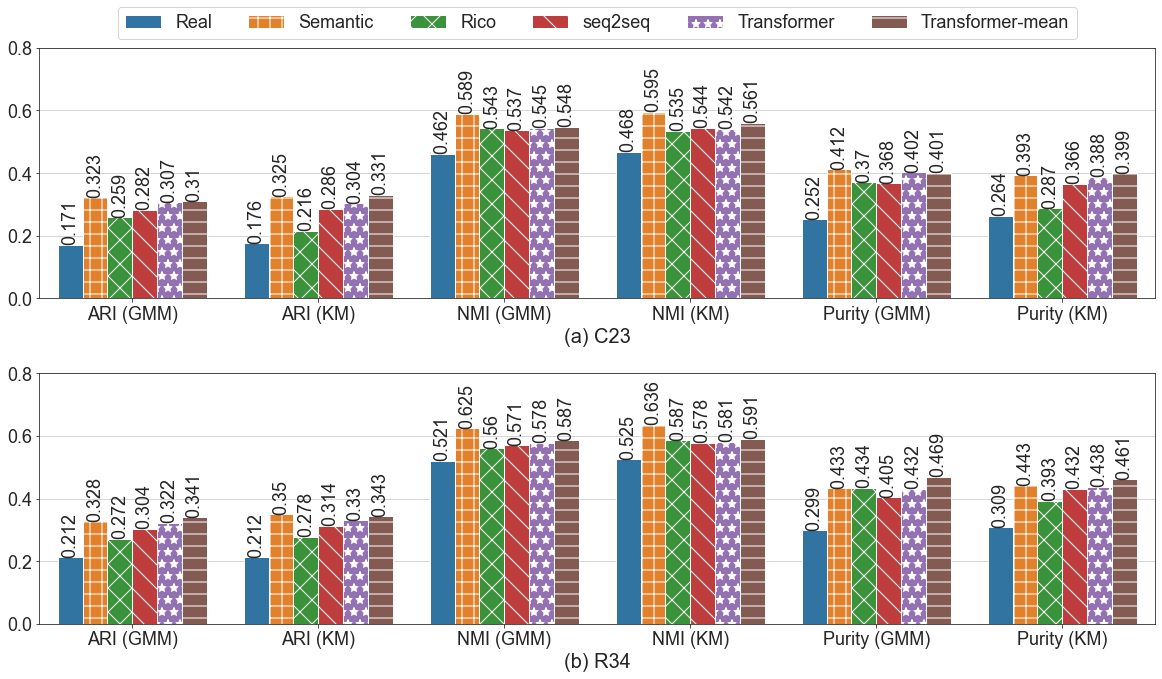 Real Semantic Rico seq2seq Transformer Transformer-mean
0.8
0.6
0.4
0.2
0.0
0.171 0.323 0.259 0.282 0.307 0.31
0.176 0.325 0.216 0.286 0.304 0.331
0.462 0.589 0.543 0.537 0.545 0.548
0.468 0.595 0.535 0.544 0.542 0.561
0.252 0.412 0.37 0.368 0.402 0.401
0.264 0.393 0.287 0.366 0.388 0.399
ARI (GMM) ARI (KM) NMI (GMM) NMI (KM) Purity (GMM) Purity (KM)
(a) C23
0.8
0.6
0.4
0.2
0.0
0.212 0.328 0.272 0.304 0.322 0.341
0.212 0.35 0.278 0.314 0.33 0.343
0.521 0.625 0.56 0.571 0.578 0.587
0.525 0.636 0.587 0.578 0.581 0.591
0.299 0.433 0.434 0.405 0.432 0.469
0.309 0.443 0.393 0.432 0.438 0.461
ARI (GMM) ARI (KM) NMI (GMM) NMI (KM) Purity (GMM) Purity (KM)
(b) R34